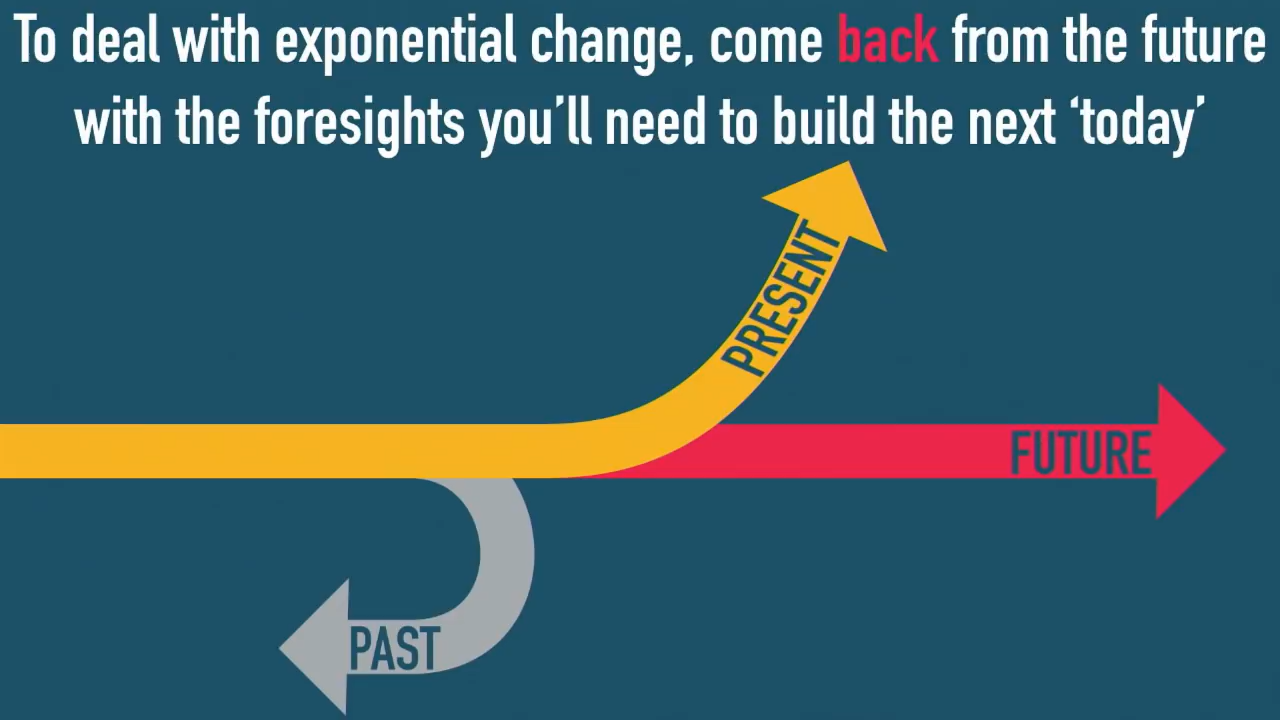 To deal with exponential change, come back from the future
with the foresights you’ll need to build the next ‘today’
PRESENT
FUTURE
PAST